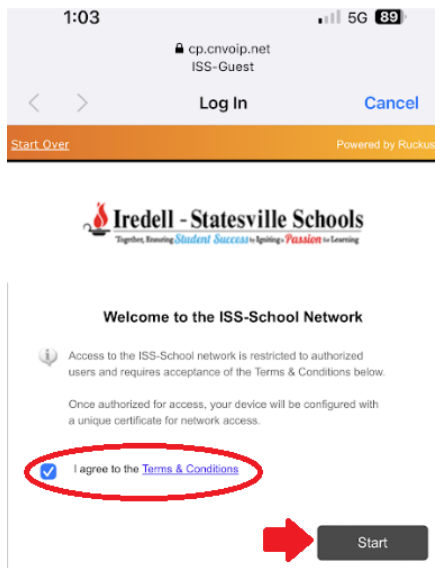 1:03 5G 89
cp.cnvoip.net
ISS-Guest
Log In Cancel
Start Over Powered by Ruckus
Iredell - Statesville Schools
Together, Ensuring Student Success by Igniting a Passion for Learning
Welcome to the ISS-School Network
Access to the ISS-School network is restricted to authorized
users and requires acceptance of the Terms & Conditions below.
Once authorized for access, your device will be configured with
a unique certificate for network access.
I agree to the Terms & Conditions
Start